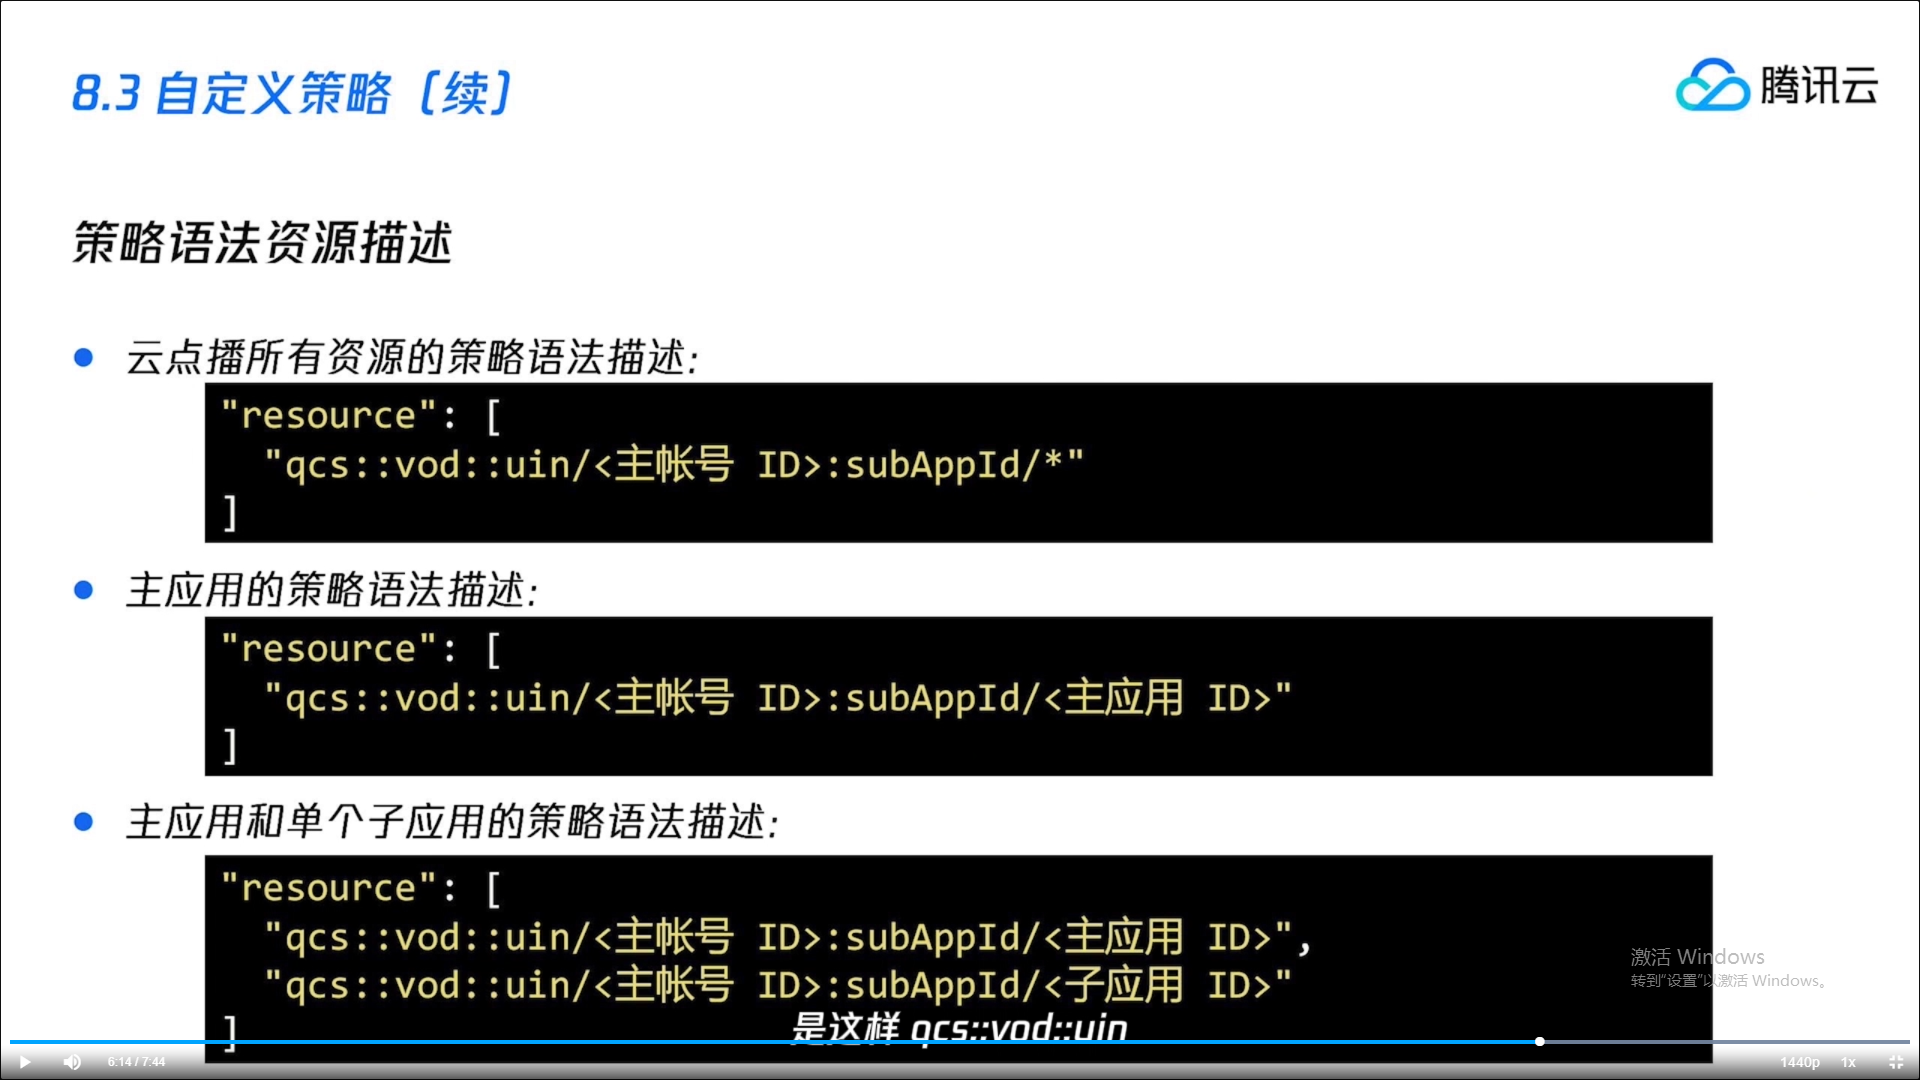 8.3 自定义策略（续）
腾讯云
策略语法资源描述
云点播所有资源的策略语法描述:
"resource": [
"qcs::vod::uin/<主帐号 ID>:subAppId/*"
]
主应用的策略语法描述:
"resource": [
"qcs::vod::uin/<主帐号 ID>:subAppId/<主应用 ID>"
]
主应用和单个子应用的策略语法描述:
"resource": [
"qcs::vod::uin/<主帐号 ID>:subAppId/<主应用 ID>",
"qcs::vod::uin/<主帐号 ID>:subAppId/<子应用 ID>"
]
激活 Windows
转到"设置"以激活 Windows。
是这样 qcs::vod::uin
6:14 / 7:44
1440p
1x